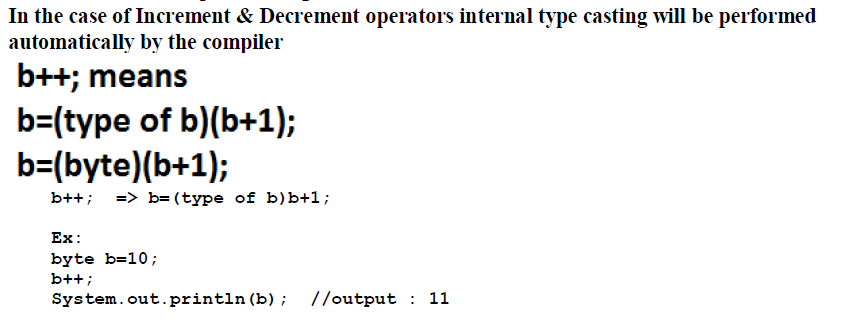 In the case of Increment & Decrement operators internal type casting will be performed
automatically by the compiler
b++; means
b=(type of b)(b+1);
b=(byte)(b+1);
b++;  => b=(type of b)b+1;
Ex:
byte b=10;
b++;
System.out.println(b);  //output : 11